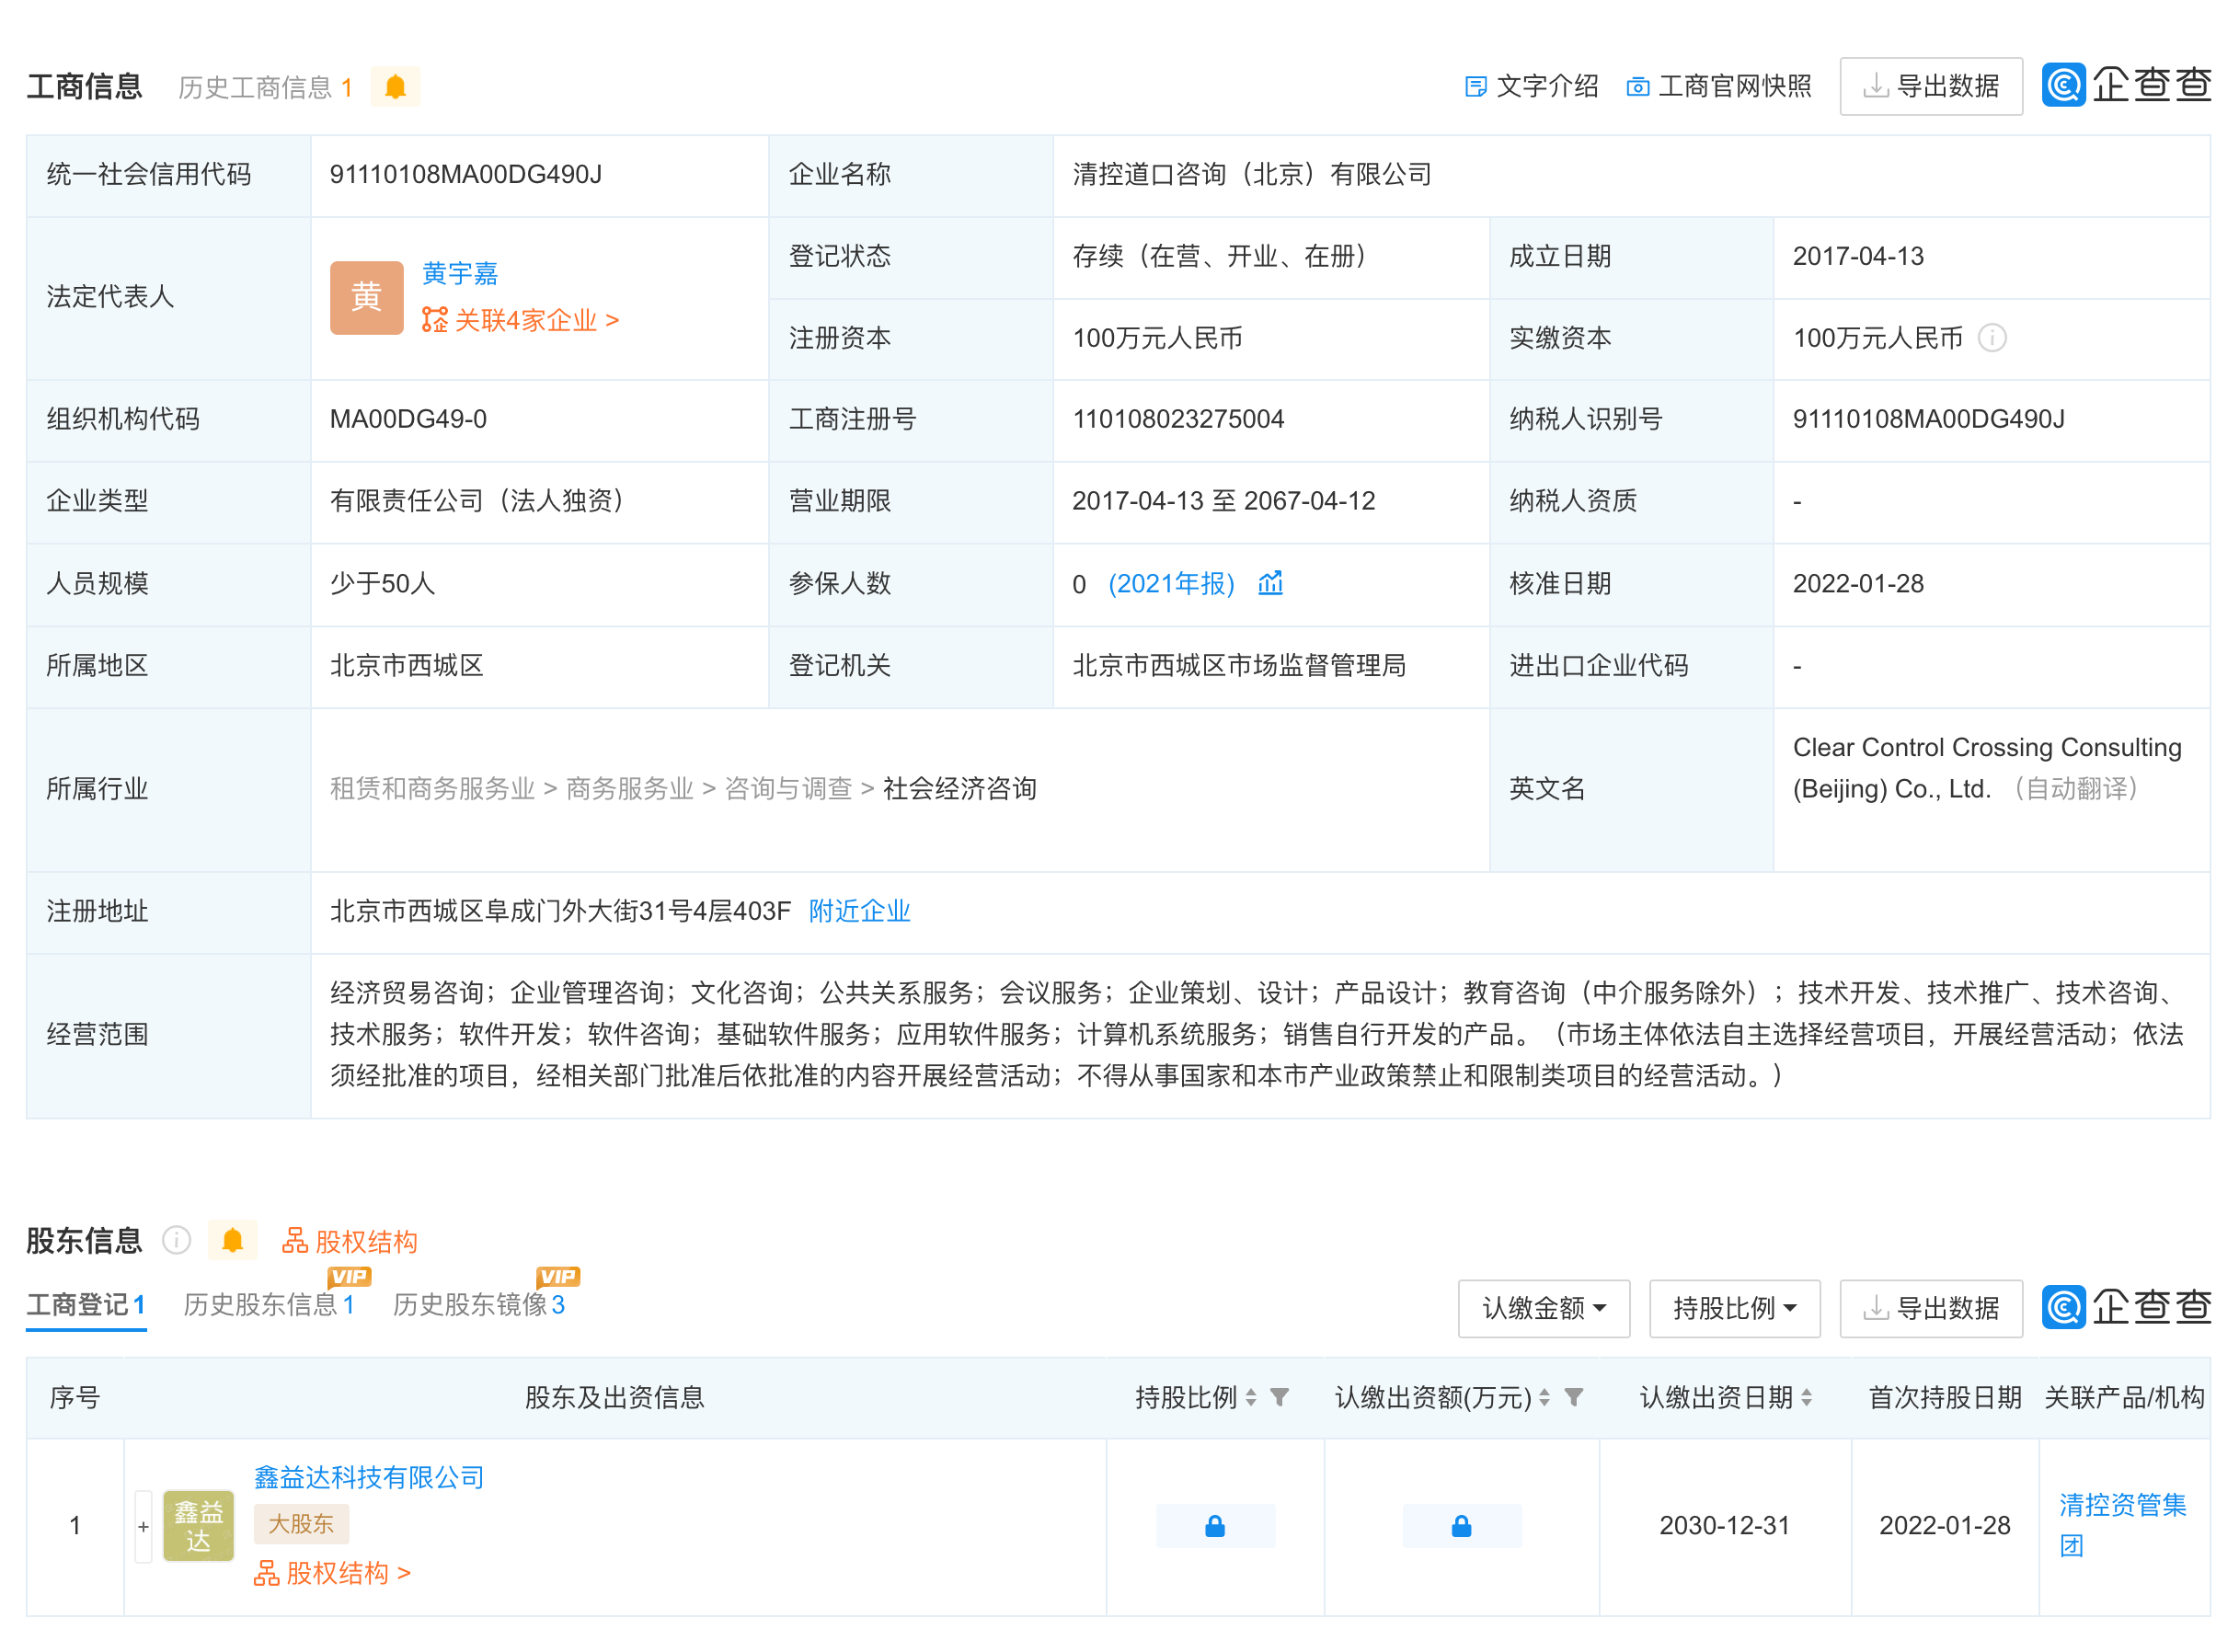 工商信息 历史工商信息 1 文字介绍 工商官网快照 导出数据 企查查
统一社会信用代码 91110108MA00DG490J 企业名称 清控道口咨询（北京）有限公司
法定代表人 黄 黄宇嘉 关联4家企业 >
登记状态 存续（在营、开业、在册） 成立日期 2017-04-13
注册资本 100万元人民币 实缴资本 100万元人民币
组织机构代码 MA00DG49-0 工商注册号 110108023275004 纳税人识别号 91110108MA00DG490J
企业类型 有限责任公司（法人独资） 营业期限 2017-04-13 至 2067-04-12 纳税人资质 -
人员规模 少于50人 参保人数 0 (2021年报) 核准日期 2022-01-28
所属地区 北京市西城区 登记机关 北京市西城区市场监督管理局 进出口企业代码 -
所属行业 租赁和商务服务业 > 商务服务业 > 咨询与调查 > 社会经济咨询 英文名 Clear Control Crossing Consulting
(Beijing) Co., Ltd. （自动翻译）
注册地址 北京市西城区阜成门外大街31号4层403F 附近企业
经营范围 经济贸易咨询；企业管理咨询；文化咨询；公共关系服务；会议服务；企业策划、设计；产品设计；教育咨询（中介服务除外）；技术开发、技术推广、技术咨询、
技术服务；软件开发；软件咨询；基础软件服务；应用软件服务；计算机系统服务；销售自行开发的产品。（市场主体依法自主选择经营项目，开展经营活动；依法
须经批准的项目，经相关部门批准后依批准的内容开展经营活动；不得从事国家和本市产业政策禁止和限制类项目的经营活动。）
股东信息 股权结构
工商登记 1 历史股东信息 1 VIP 历史股东镜像 3 VIP 认缴金额 持股比例 导出数据 企查查
序号 股东及出资信息 持股比例 认缴出资额(万元) 认缴出资日期 首次持股日期 关联产品/机构
1 + 鑫益达 鑫益达科技有限公司 2030-12-31 2022-01-28 清控资管集团
大股东
股权结构 >